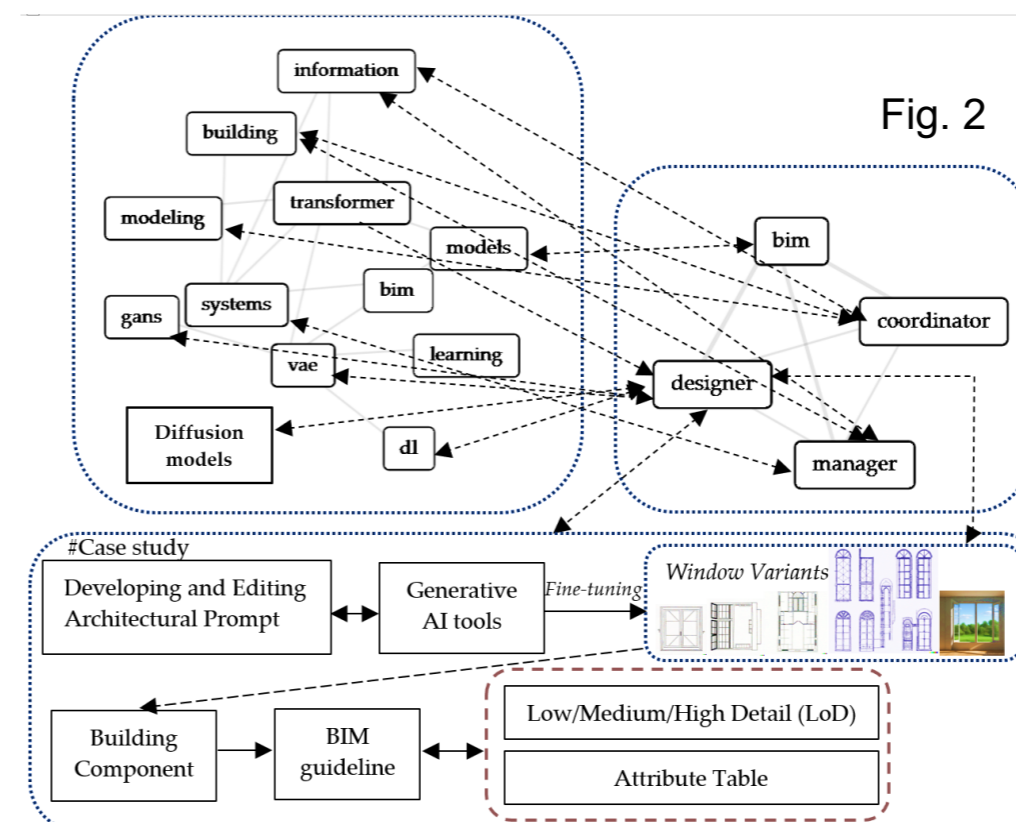 information
Fig. 2
building
transformer
modeling
models
bim
bim
systems
gans
coordinator
vae
learning
designer
Diffusion
models
dl
manager
#Case study
Developing and Editing
Architectural Prompt
Generative
AI tools
Fine-tuning
Window Variants
Building
Component
BIM
guideline
Low/Medium/High Detail (LoD)
Attribute Table